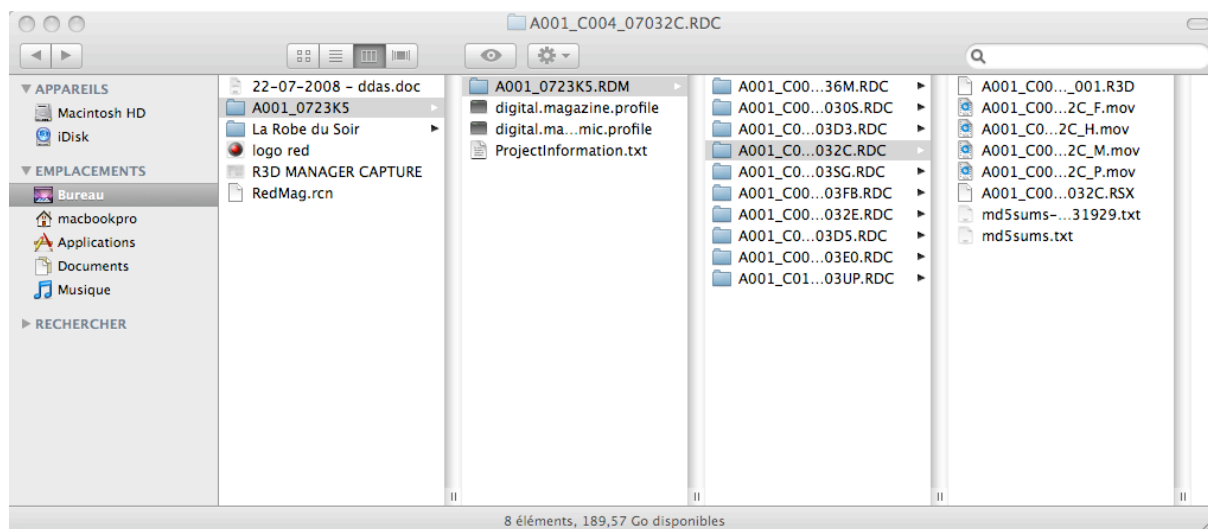 A001_C004_07032C.RDC
APPAREILS
Macintosh HD
iDisk
EMPLACEMENTS
Bureau
macbookpro
Applications
Documents
Musique
RECHERCHER
22-07-2008 - ddas.doc
A001_0723K5
La Robe du Soir
logo red
R3D MANAGER CAPTURE
RedMag.rcn
A001_0723K5.RDM
digital.magazine.profile
digital.ma...mic.profile
ProjectInformation.txt
A001_C00...36M.RDC
A001_C00...030S.RDC
A001_C0...03D3.RDC
A001_C0...032C.RDC
A001_C00...03SG.RDC
A001_C00...03FB.RDC
A001_C00...032E.RDC
A001_C0...03D5.RDC
A001_C00...03E0.RDC
A001_C01...03UP.RDC
A001_C00..._001.R3D
A001_C00...2C_F.mov
A001_C0...2C_H.mov
A001_C00...2C_M.mov
A001_C00...2C_P.mov
A001_C00...032C.RSX
md5sums-...31929.txt
md5sums.txt
8 éléments, 189,57 Go disponibles